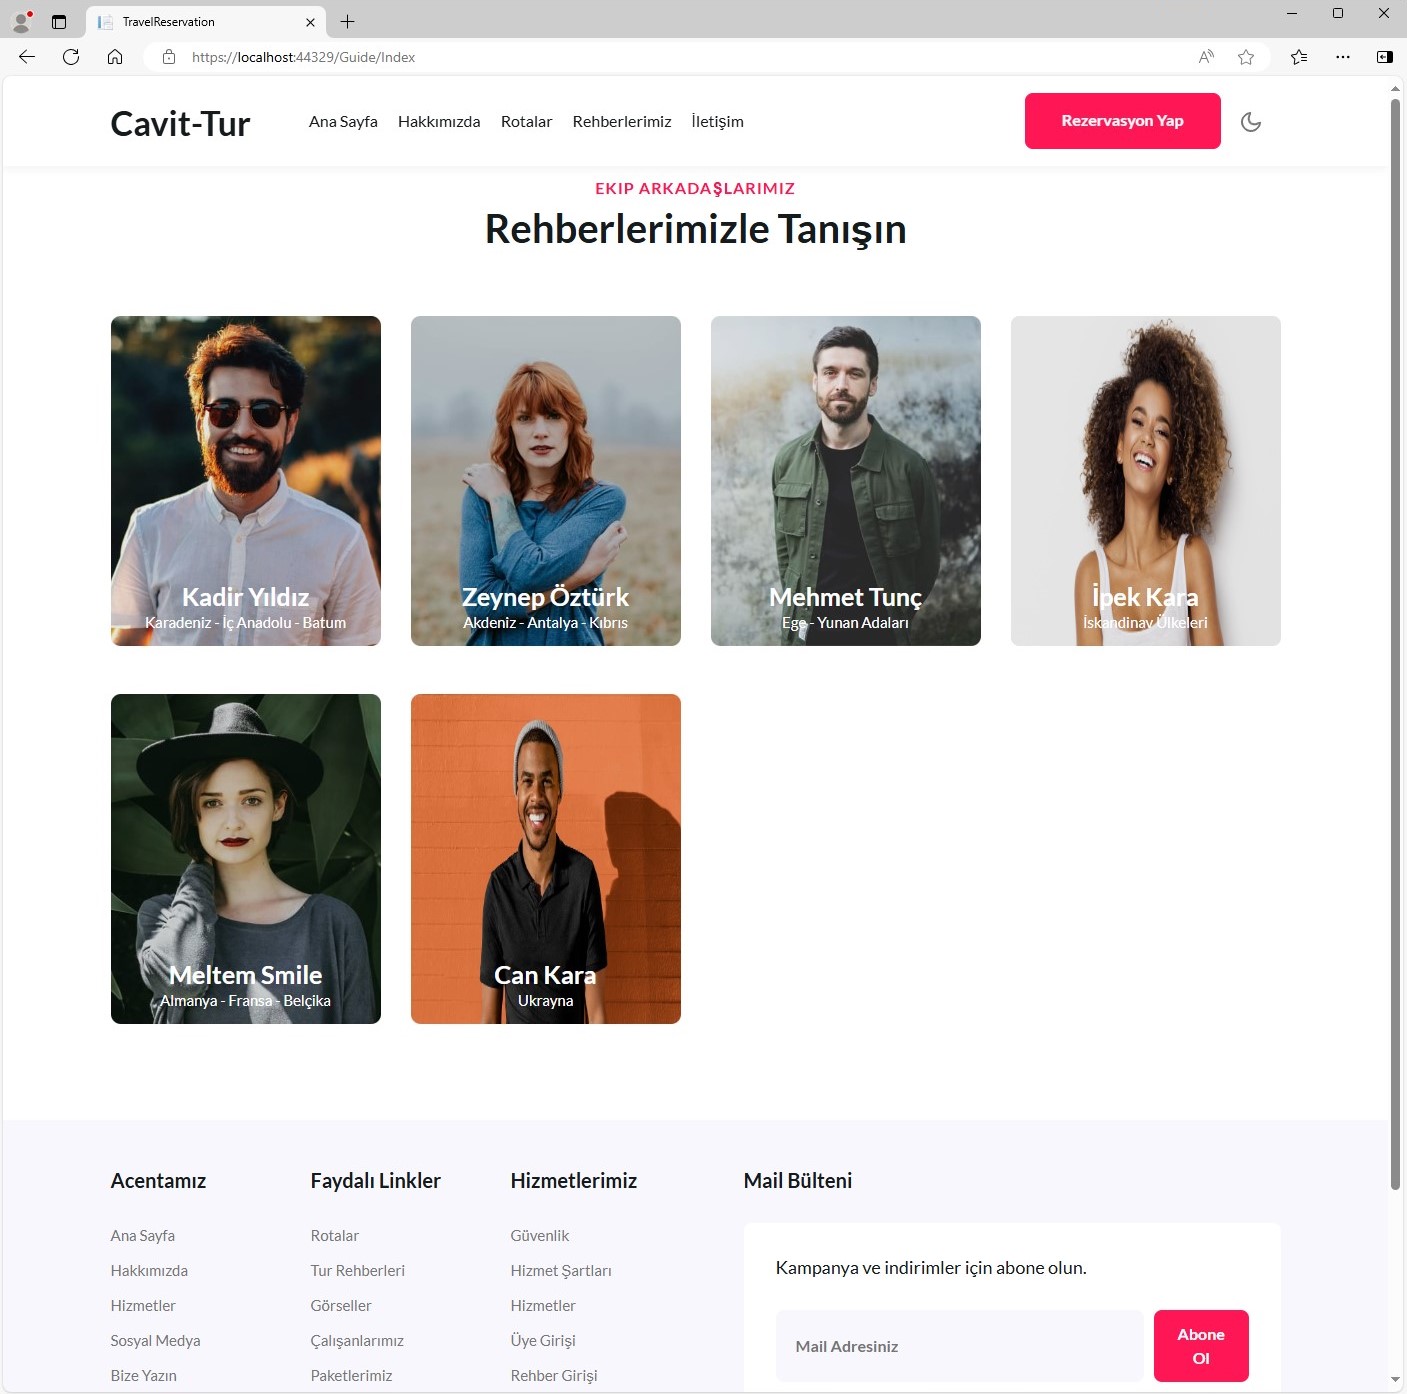 TravelReservation
https://localhost:44329/Guide/Index
Cavit-Tur
Ana Sayfa Hakkımızda Rotalar Rehberlerimiz İletişim
Rezervasyon Yap
EKIP ARKADAŞLARIMIZ
Rehberlerimizle Tanışın
Kadir Yıldız
Karadeniz - İç Anadolu - Batum
Zeynep Öztürk
Akdeniz - Antalya - Kıbrıs
Mehmet Tunç
Ege - Yunan Adaları
İpek Kara
İskandinav Ülkeleri
Meltem Smile
Almanya - Fransa - Belçika
Can Kara
Ukrayna
Acentamız
Ana Sayfa
Hakkımızda
Hizmetler
Sosyal Medya
Bize Yazın
Faydalı Linkler
Rotalar
Tur Rehberleri
Görseller
Çalışanlarımız
Paketlerimiz
Hizmetlerimiz
Güvenlik
Hizmet Şartları
Hizmetler
Üye Girişi
Rehber Girişi
Mail Bülteni
Kampanya ve indirimler için abone olun.
Mail Adresiniz
Abone
Ol